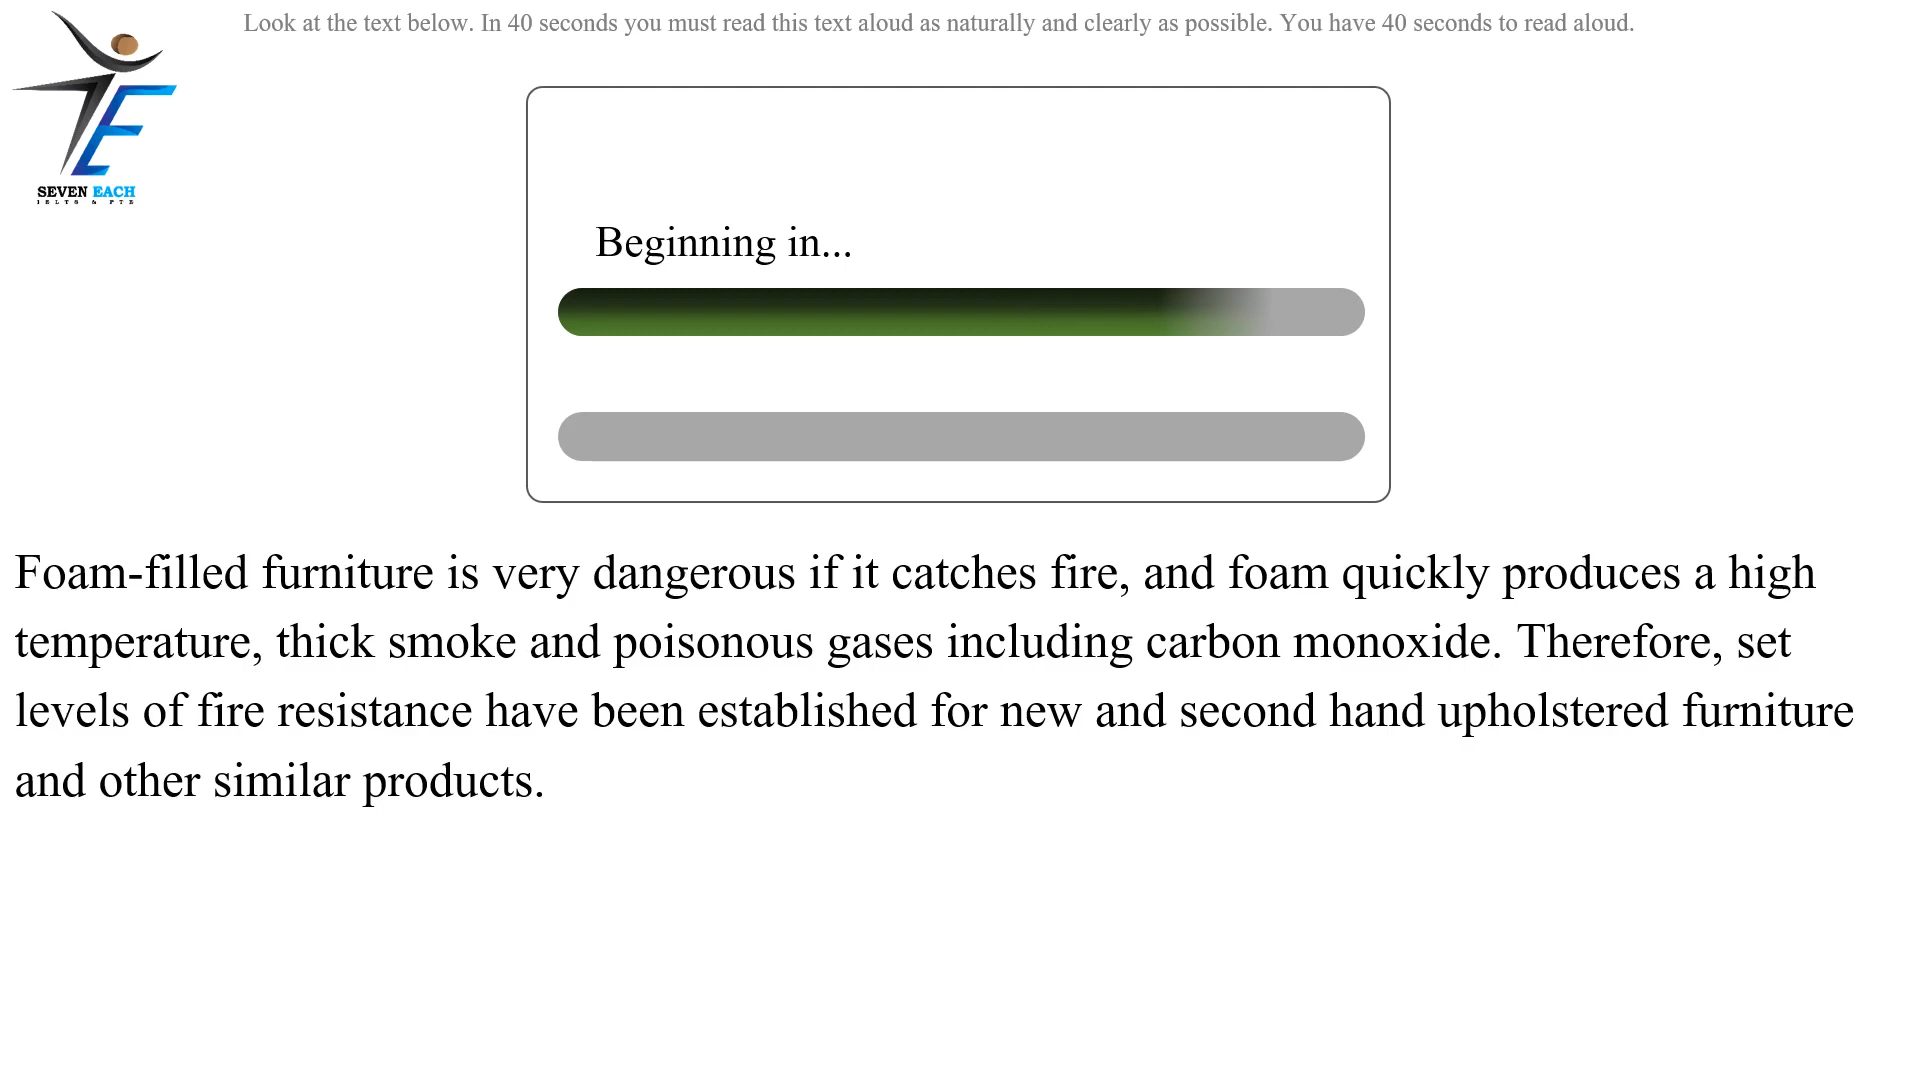 Look at the text below. In 40 seconds you must read this text aloud as naturally and clearly as possible. You have 40 seconds to read aloud.
SEVEN EACH
IELTS & PTE
Beginning in...
Foam-filled furniture is very dangerous if it catches fire, and foam quickly produces a high
temperature, thick smoke and poisonous gases including carbon monoxide. Therefore, set
levels of fire resistance have been established for new and second hand upholstered furniture
and other similar products.